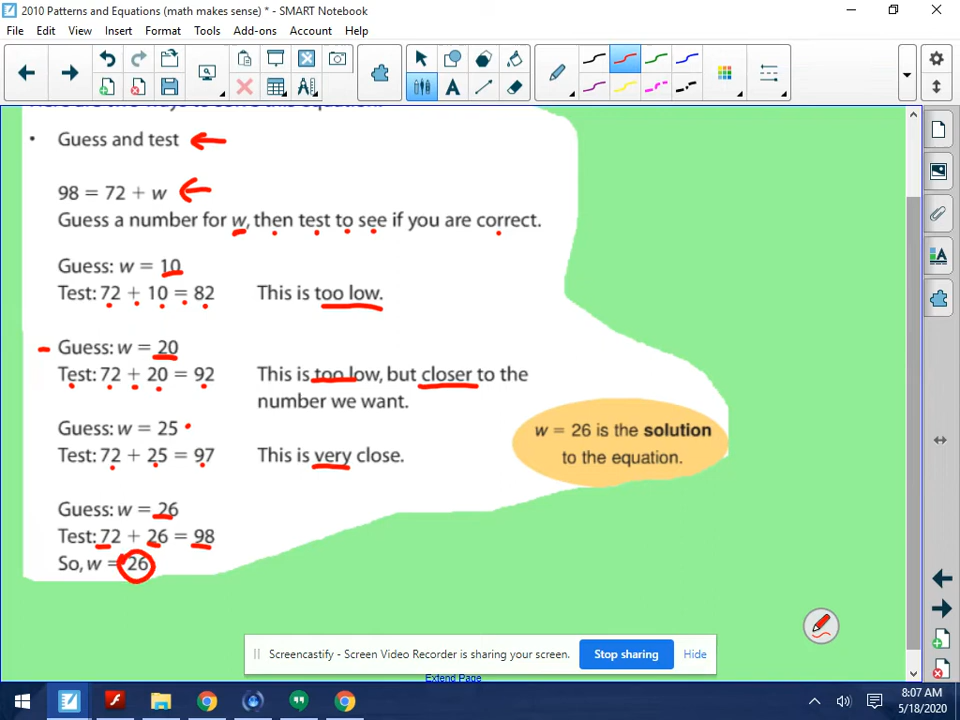 2010 Patterns and Equations (math makes sense) * - SMART Notebook
File Edit View Insert Format Tools Add-ons Account Help
• Guess and test
98 = 72 + w
Guess a number for w, then test to see if you are correct.
Guess: w = 10
Test: 72 + 10 = 82 This is too low.
Guess: w = 20
Test: 72 + 20 = 92 This is too low, but closer to the
number we want.
Guess: w = 25
Test: 72 + 25 = 97 This is very close.
w = 26 is the solution
to the equation.
Guess: w = 26
Test: 72 + 26 = 98
So, w = 26
Screencastify - Screen Video Recorder is sharing your screen. Stop sharing Hide
Extend Page
8:07 AM
5/18/2020